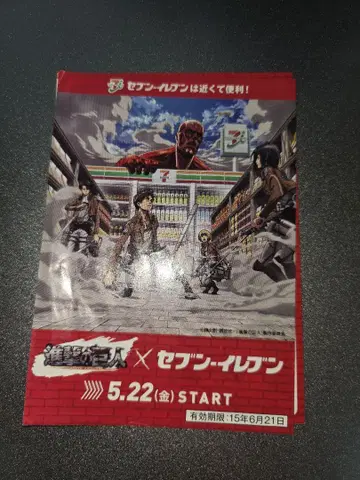 セブン-イレブンは近くて便利!
進撃の巨人 × セブン-イレブン
5.22(金) START
有効期限:'15年6月21日